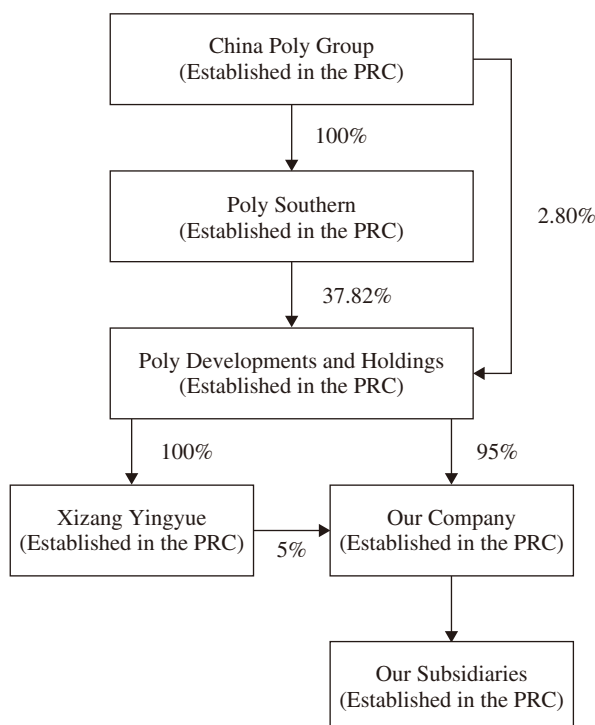 China Poly Group
(Established in the PRC)
100%
Poly Southern
(Established in the PRC)
2.80%
37.82%
Poly Developments and Holdings
(Established in the PRC)
100%
95%
Xizang Yingyue
(Established in the PRC)
5%
Our Company
(Established in the PRC)
Our Subsidiaries
(Established in the PRC)